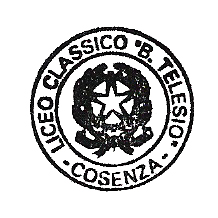 LICEO CLASSICO "B. TELESIO"
- COSENZA -